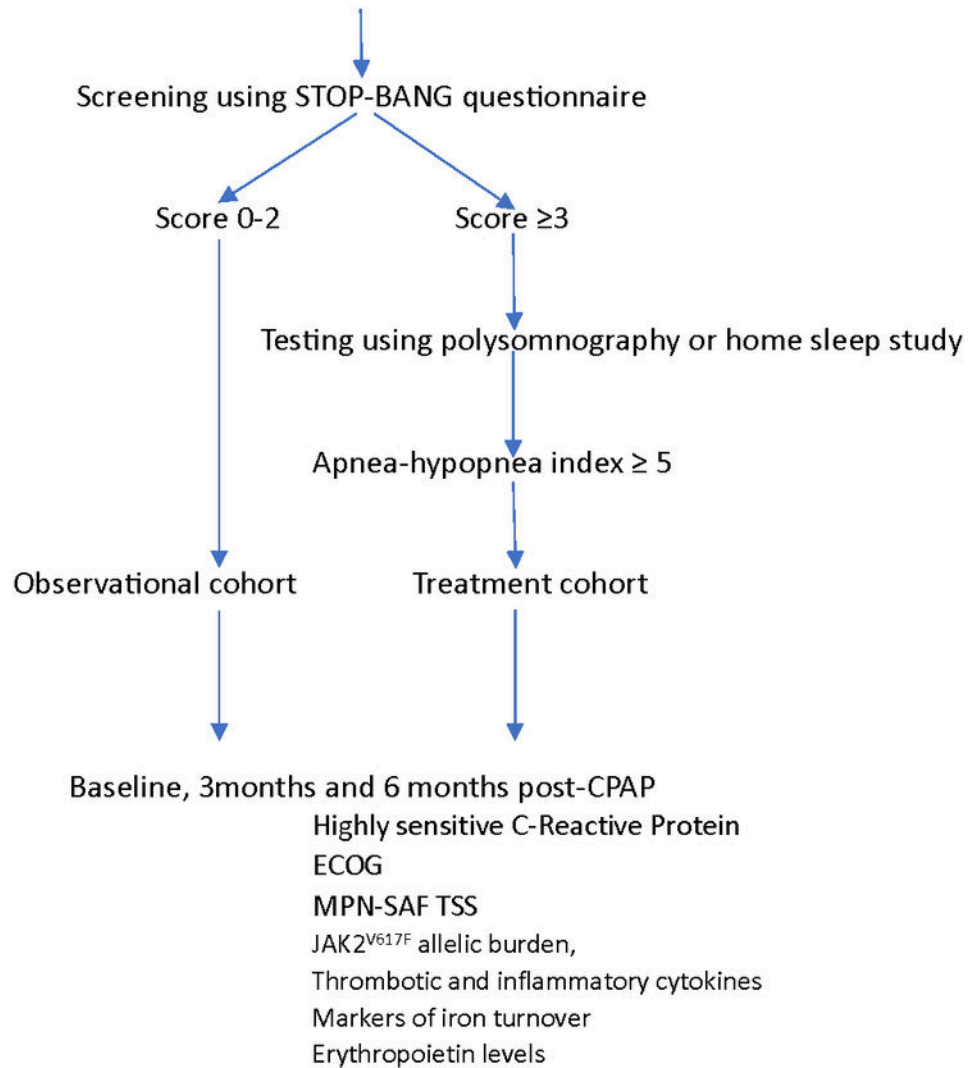 Screening using STOP-BANG questionnaire
Score 0-2
Score ≥3
Testing using polysomnography or home sleep study
Apnea-hypopnea index ≥ 5
Observational cohort
Treatment cohort
Baseline, 3months and 6 months post-CPAP
Highly sensitive C-Reactive Protein
ECOG
MPN-SAF TSS
JAK2^V617F allelic burden,
Thrombotic and inflammatory cytokines
Markers of iron turnover
Erythropoietin levels